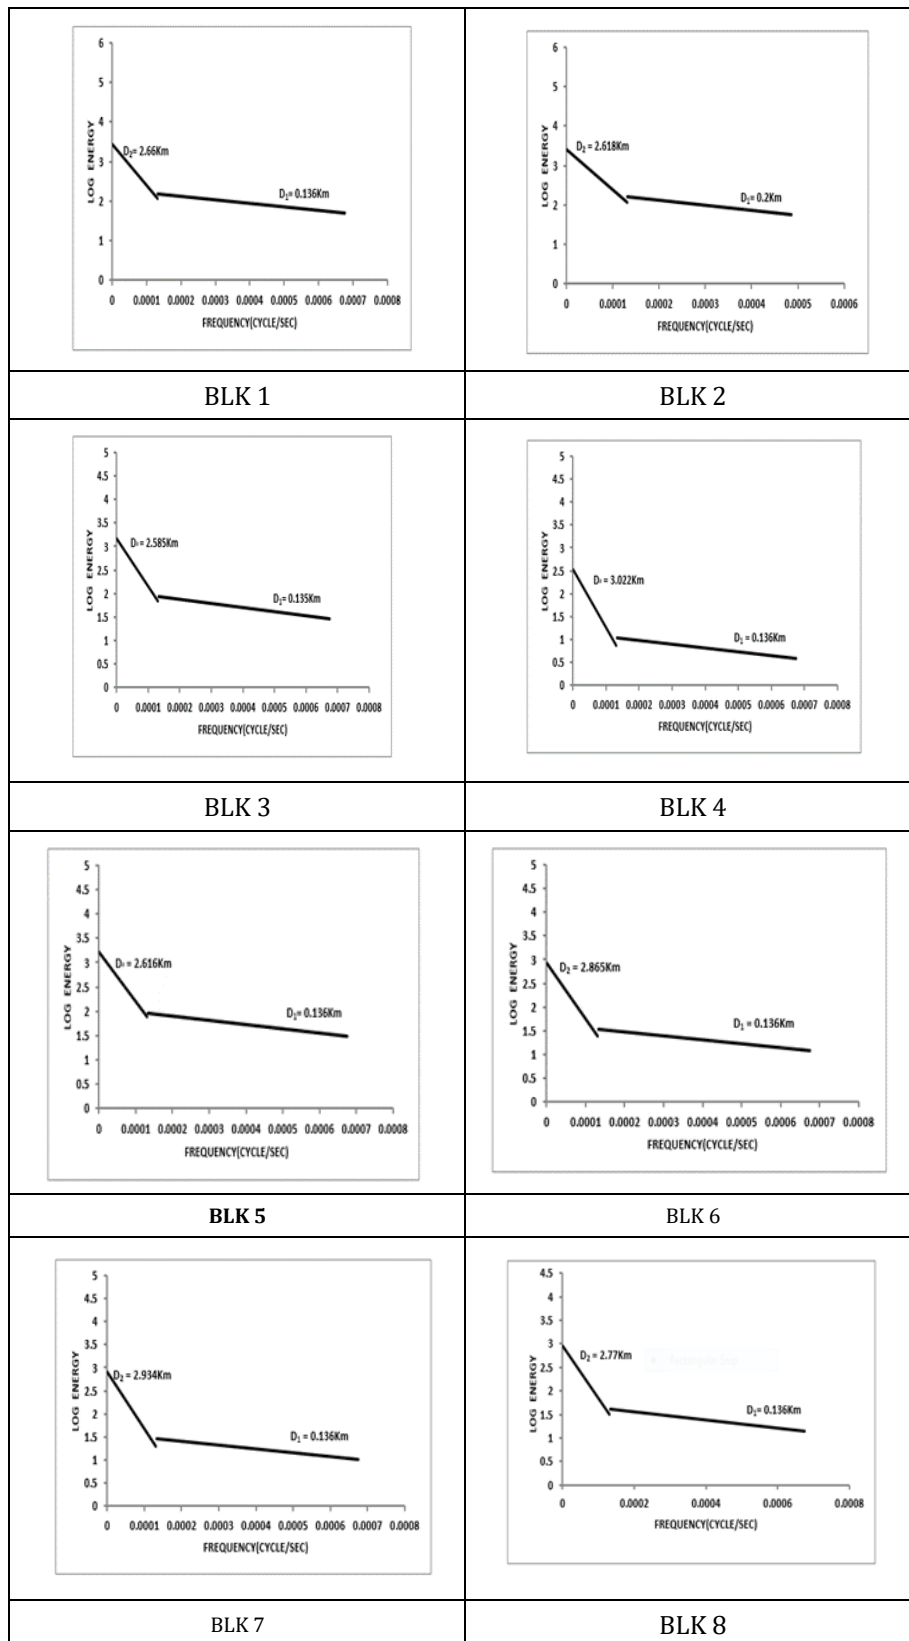 6
5
4
3
2
1
0
LOG ENERGY
D₂= 2.66Km
D₁= 0.136Km
0 0.0001 0.0002 0.0003 0.0004 0.0005 0.0006 0.0007 0.0008
FREQUENCY(CYCLE/SEC)
6
5
4
3
2
1
0
LOG ENERGY
D₂ = 2.618Km
D₁= 0.2Km
0 0.0001 0.0002 0.0003 0.0004 0.0005 0.0006
FREQUENCY(CYCLE/SEC)
BLK 1
BLK 2
5
4.5
4
3.5
3
2.5
2
1.5
1
0.5
0
LOG ENERGY
D = 2.585Km
D₁= 0.135Km
0 0.0001 0.0002 0.0003 0.0004 0.0005 0.0006 0.0007 0.0008
FREQUENCY(CYCLE/SEC)
5
4.5
4
3.5
3
2.5
2
1.5
1
0.5
0
LOG ENERGY
D = 3.022Km
D₁ = 0.136Km
0 0.0001 0.0002 0.0003 0.0004 0.0005 0.0006 0.0007 0.0008
FREQUENCY(CYCLE/SEC)
BLK 3
BLK 4
5
4.5
4
3.5
3
2.5
2
1.5
1
0.5
0
LOG ENERGY
D = 2.616Km
D₁= 0.136Km
0 0.0001 0.0002 0.0003 0.0004 0.0005 0.0006 0.0007 0.0008
FREQUENCY(CYCLE/SEC)
5
4.5
4
3.5
3
2.5
2
1.5
1
0.5
0
LOG ENERGY
D₂ = 2.865Km
D₁ = 0.136Km
0 0.0001 0.0002 0.0003 0.0004 0.0005 0.0006 0.0007 0.0008
FREQUENCY(CYCLE/SEC)
BLK 5
BLK 6
5
4.5
4
3.5
3
2.5
2
1.5
1
0.5
0
LOG ENERGY
D₂ = 2.934Km
D₁ = 0.136Km
0 0.0001 0.0002 0.0003 0.0004 0.0005 0.0006 0.0007 0.0008
FREQUENCY(CYCLE/SEC)
4.5
4
3.5
3
2.5
2
1.5
1
0.5
0
LOG ENERGY
D₂ = 2.77Km
D₁= 0.136Km
0 0.0002 0.0004 0.0006 0.0008
FREQUENCY(CYCLE/SEC)
BLK 7
BLK 8